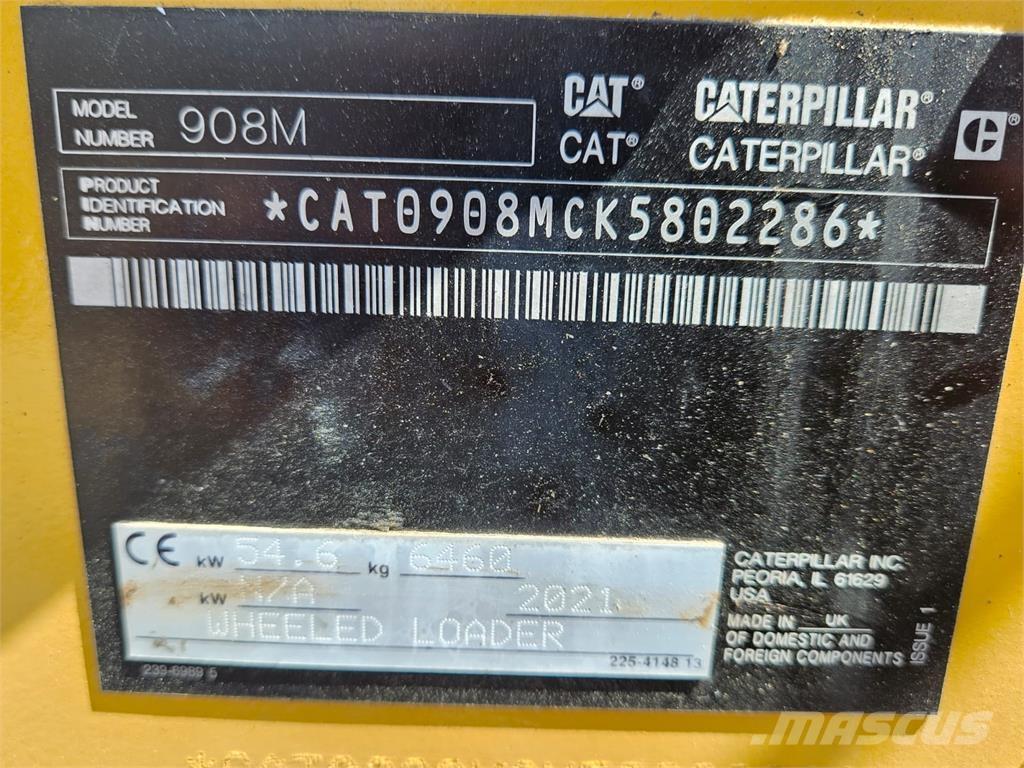 MODEL NUMBER 908M
CAT® CATERPILLAR®
CAT® CATERPILLAR®
PRODUCT IDENTIFICATION NUMBER *CAT0908MCK5802286*
CE kW 54.6 kg 6460
kW N/A 2021
WHEELED LOADER
239-6989 5 225-4148 13
CATERPILLAR INC.
PEORIA, IL 61629
USA
MADE IN UK
OF DOMESTIC AND
FOREIGN COMPONENTS
ISSUE 1
MASCUS